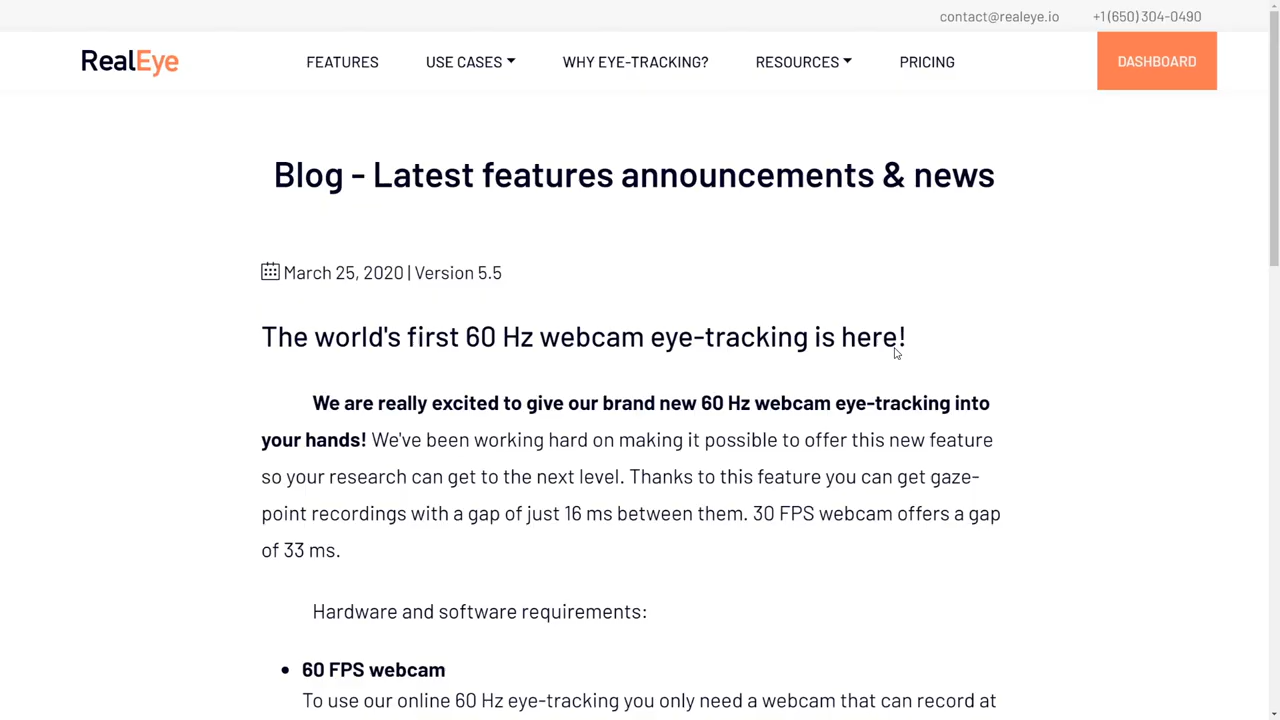 contact@realeye.io +1 (650) 304-0490
RealEye FEATURES USE CASES WHY EYE-TRACKING? RESOURCES PRICING DASHBOARD
Blog - Latest features announcements & news
March 25, 2020 | Version 5.5
The world's first 60 Hz webcam eye-tracking is here!
We are really excited to give our brand new 60 Hz webcam eye-tracking into
your hands! We've been working hard on making it possible to offer this new feature
so your research can get to the next level. Thanks to this feature you can get gaze-
point recordings with a gap of just 16 ms between them. 30 FPS webcam offers a gap
of 33 ms.
Hardware and software requirements:
• 60 FPS webcam
To use our online 60 Hz eye-tracking you only need a webcam that can record at